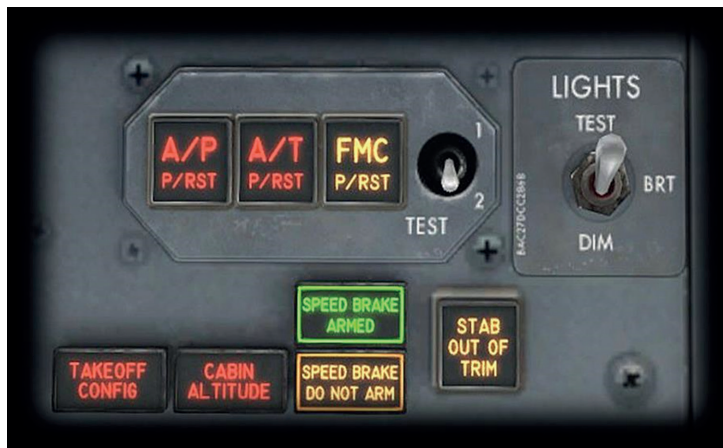 A/P
P/RST
A/T
P/RST
FMC
P/RST
1
2
TEST
LIGHTS
TEST
BRT
DIM
BAC27DCC286B
SPEED BRAKE
ARMED
STAB
OUT OF
TRIM
TAKEOFF
CONFIG
CABIN
ALTITUDE
SPEED BRAKE
DO NOT ARM